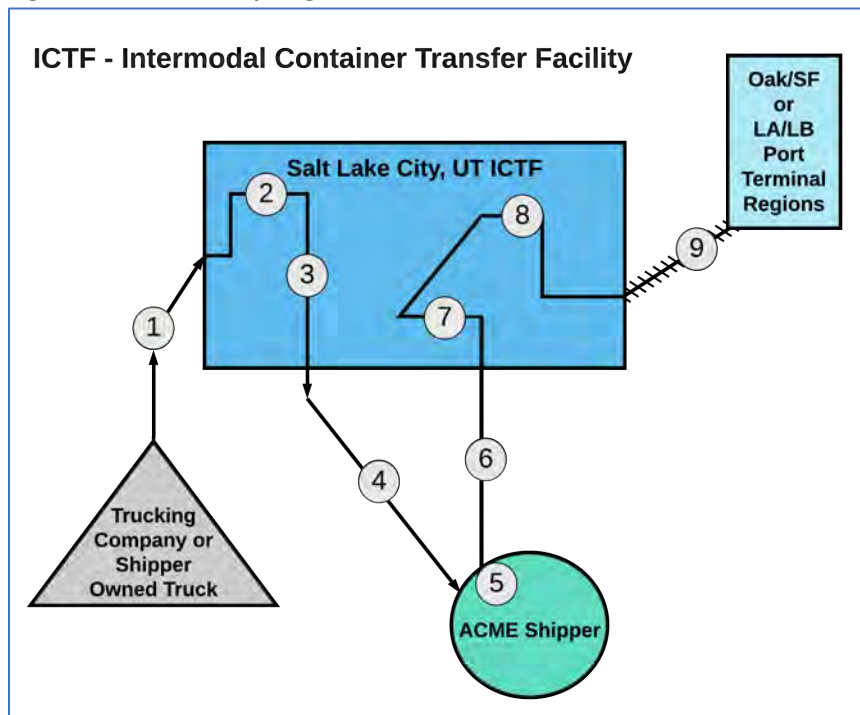 ICTF - Intermodal Container Transfer Facility
Oak/SF
or
LA/LB
Port
Terminal
Regions
Salt Lake City, UT ICTF
2
8
3
9
1
7
6
4
Trucking
Company or
Shipper
Owned Truck
5
ACME Shipper